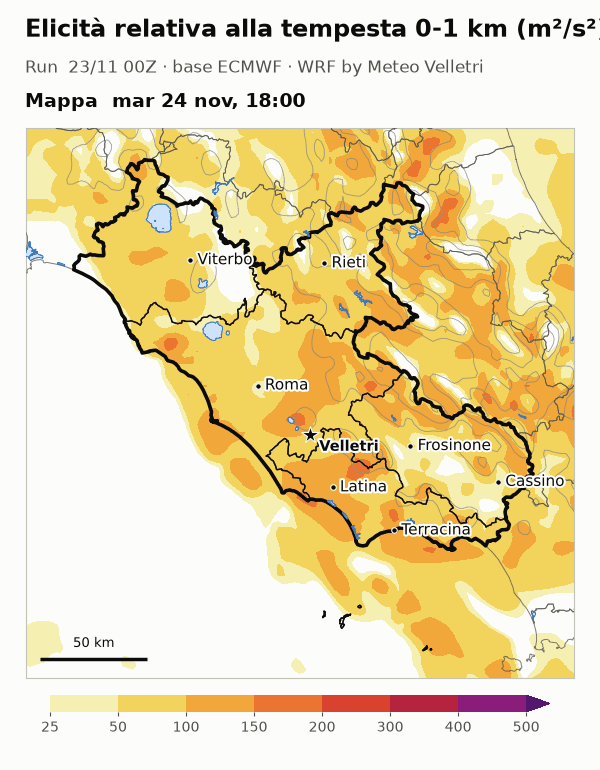 Elicità relativa alla tempesta 0-1 km (m²/s²)
Run 23/11 00Z · base ECMWF · WRF by Meteo Velletri
Mappa mar 24 nov, 18:00
Viterbo
Rieti
Roma
Velletri
Frosinone
Cassino
Latina
Terracina
50 km
25 50 100 150 200 300 400 500